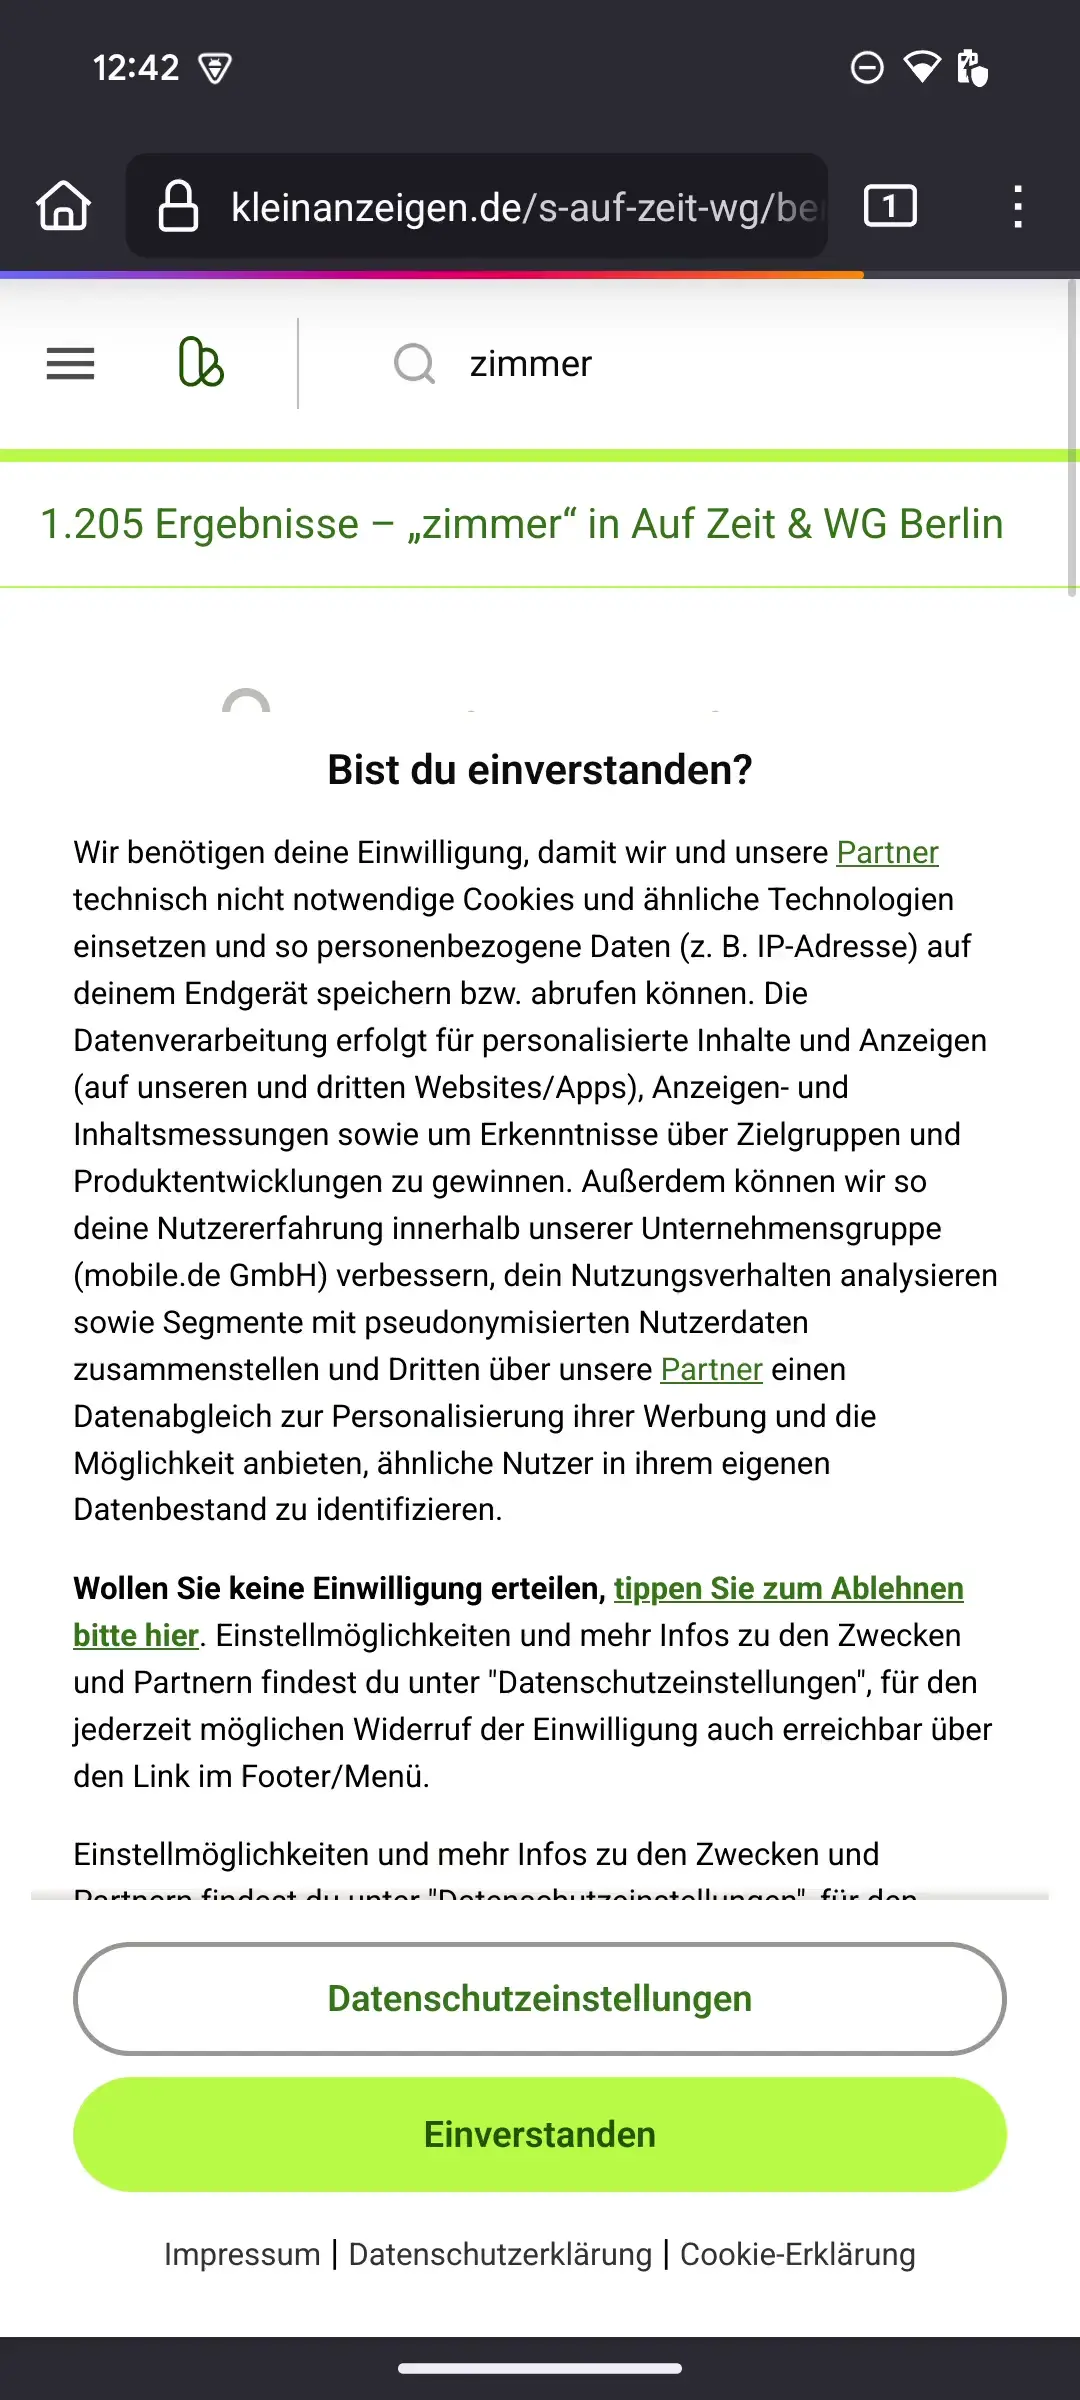 12:42
kleinanzeigen.de/s-auf-zeit-wg/be
1
zimmer
1.205 Ergebnisse – „zimmer“ in Auf Zeit & WG Berlin
Bist du einverstanden?
Wir benötigen deine Einwilligung, damit wir und unsere Partner
technisch nicht notwendige Cookies und ähnliche Technologien
einsetzen und so personenbezogene Daten (z. B. IP-Adresse) auf
deinem Endgerät speichern bzw. abrufen können. Die
Datenverarbeitung erfolgt für personalisierte Inhalte und Anzeigen
(auf unseren und dritten Websites/Apps), Anzeigen- und
Inhaltsmessungen sowie um Erkenntnisse über Zielgruppen und
Produktentwicklungen zu gewinnen. Außerdem können wir so
deine Nutzererfahrung innerhalb unserer Unternehmensgruppe
(mobile.de GmbH) verbessern, dein Nutzungsverhalten analysieren
sowie Segmente mit pseudonymisierten Nutzerdaten
zusammenstellen und Dritten über unsere Partner einen
Datenabgleich zur Personalisierung ihrer Werbung und die
Möglichkeit anbieten, ähnliche Nutzer in ihrem eigenen
Datenbestand zu identifizieren.
Wollen Sie keine Einwilligung erteilen, tippen Sie zum Ablehnen
bitte hier. Einstellmöglichkeiten und mehr Infos zu den Zwecken
und Partnern findest du unter "Datenschutzeinstellungen", für den
jederzeit möglichen Widerruf der Einwilligung auch erreichbar über
den Link im Footer/Menü.
Einstellmöglichkeiten und mehr Infos zu den Zwecken und
Partnern findest du unter "Datenschutzeinstellungen", für den
Datenschutzeinstellungen
Einverstanden
Impressum | Datenschutzerklärung | Cookie-Erklärung